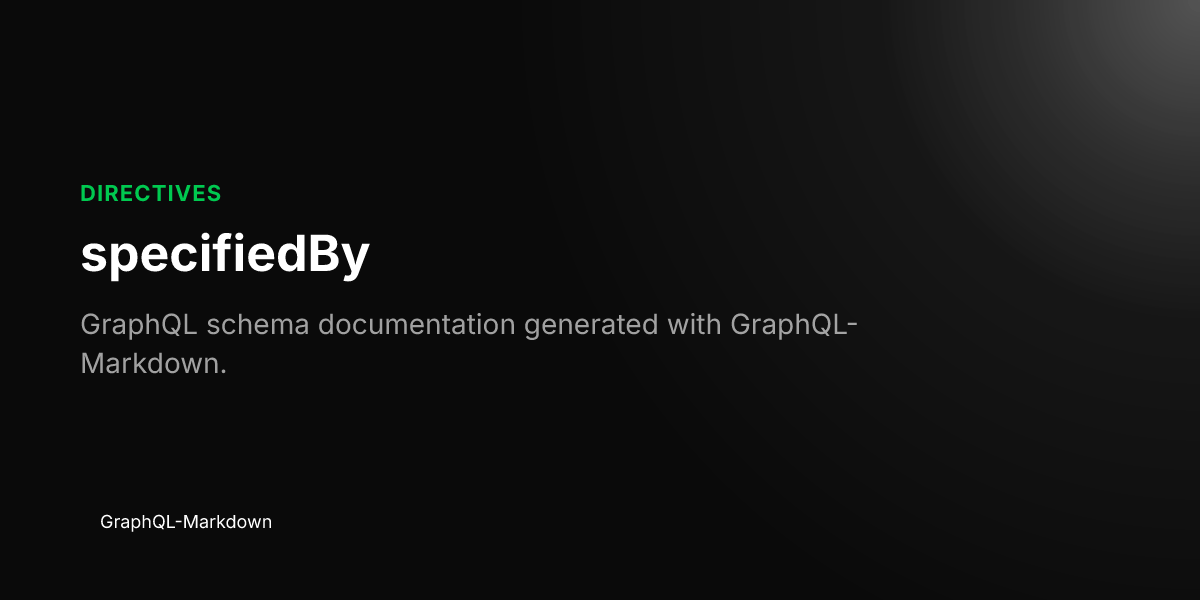 DIRECTIVES
specifiedBy
GraphQL schema documentation generated with GraphQL-
Markdown.
GraphQL-Markdown